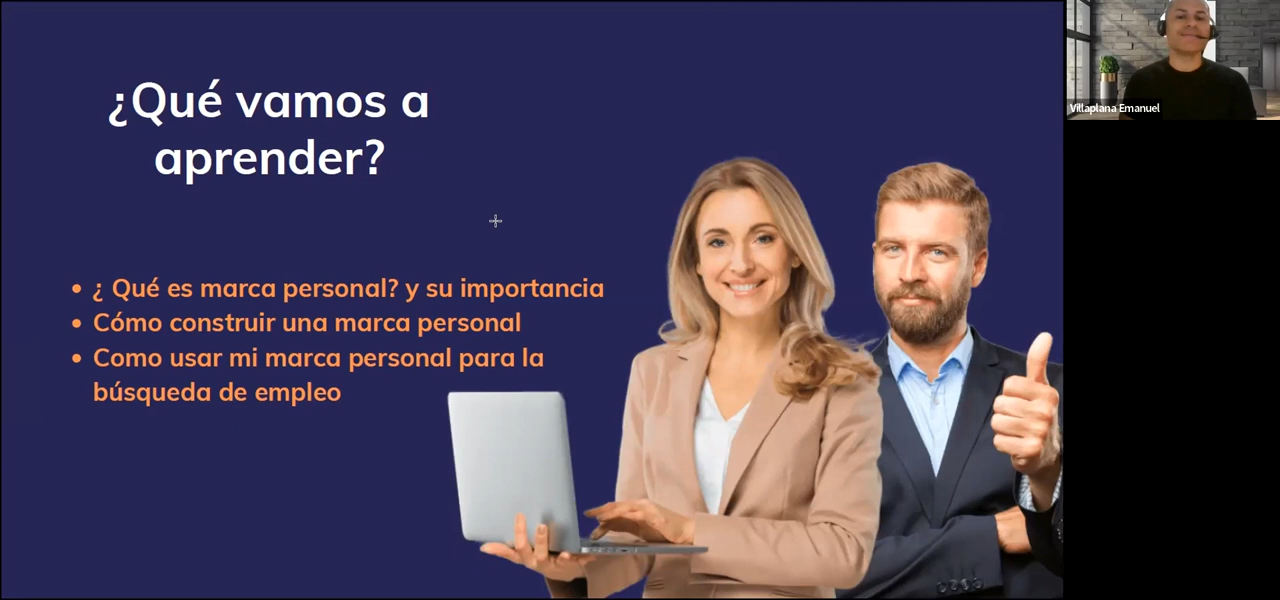 ¿Qué vamos a
aprender?
• ¿ Qué es marca personal? y su importancia
• Cómo construir una marca personal
• Como usar mi marca personal para la
búsqueda de empleo
Villaplana Emanuel